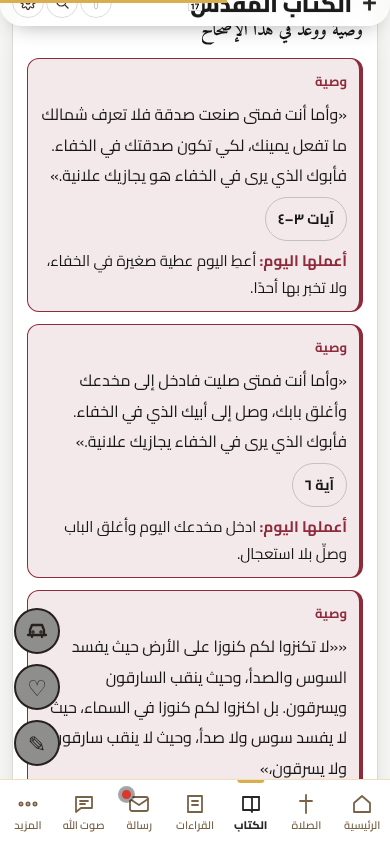 الكتاب المقدس
١٧
وصية ووعد في هذا الإصحاح
وصية
«وأما أنت فمتى صنعت صدقة فلا تعرف شمالك
ما تفعل يمينك، لكي تكون صدقتك في الخفاء.
فأبوك الذي يرى في الخفاء هو يجازيك علانية.»
آيات ٣–٤
أعملها اليوم: أعطِ اليوم عطية صغيرة في الخفاء،
ولا تخبر بها أحدًا.
وصية
«وأما أنت فمتى صليت فادخل إلى مخدعك
وأغلق بابك، وصل إلى أبيك الذي في الخفاء.
فأبوك الذي يرى في الخفاء يجازيك علانية.»
آية ٦
أعملها اليوم: ادخل مخدعك اليوم وأغلق الباب
وصلِّ بلا استعجال.
وصية
«»لا تكنزوا لكم كنوزا على الأرض حيث يفسد
السوس والصدأ، وحيث ينقب السارقون
ويسرقون. بل اكنزوا لكم كنوزا في السماء، حيث
لا يفسد سوس ولا صدأ، وحيث لا ينقب سارقون
ولا يسرقون،»
الرئيسية
الصلاة
الكتاب
القراءات
رسالة
صوت الله
المزيد